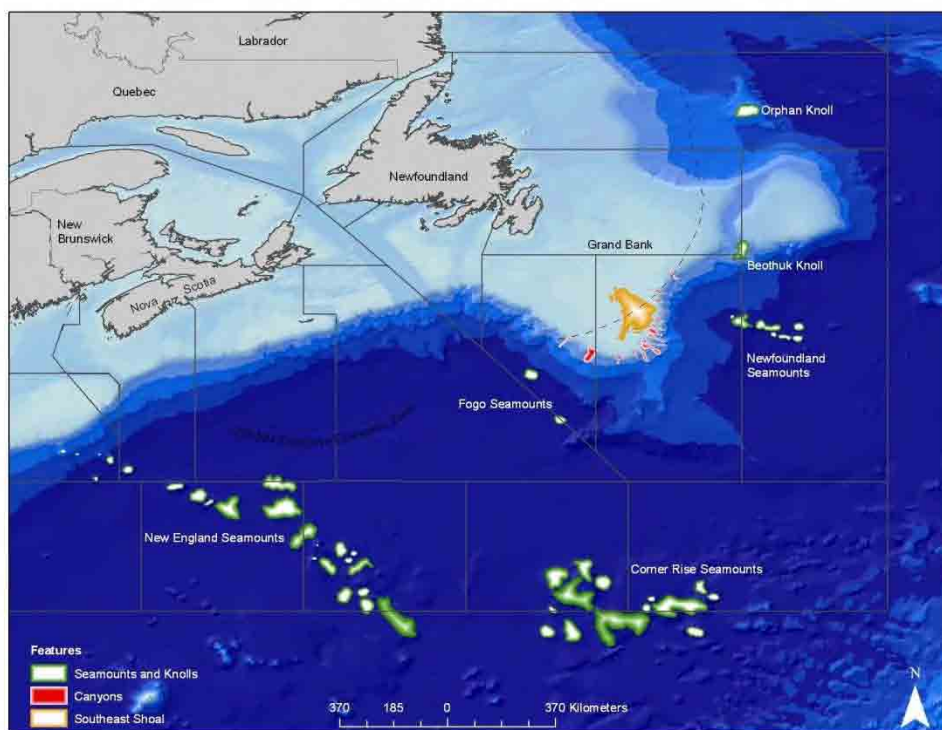 Labrador
Quebec
Orphan Knoll
Newfoundland
New
Brunswick
Grand Bank
Beothuk Knoll
Nova Scotia
Newfoundland
Seamounts
Fogo Seamounts
New England Seamounts
Corner Rise Seamounts
Features
Seamounts and Knolls
Canyons
Southeast Shoal
370 185 0 370 Kilometers
N